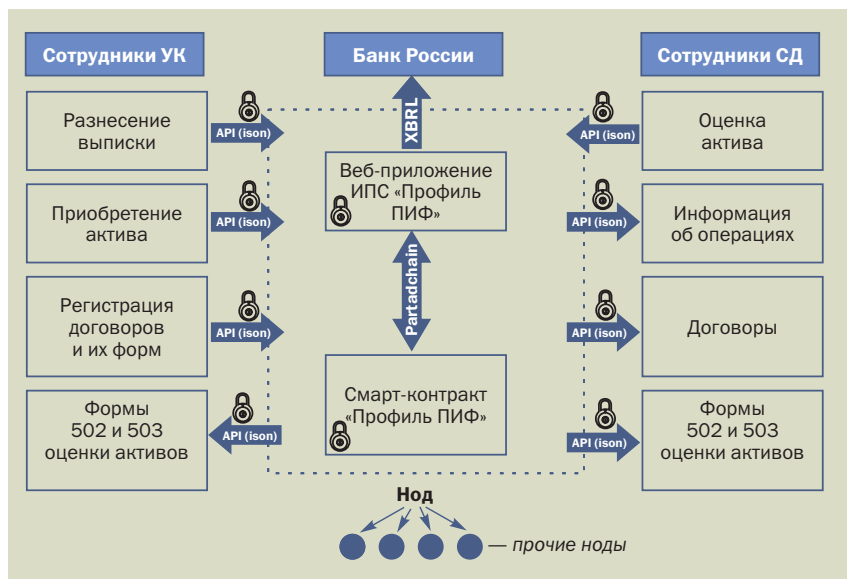 Сотрудники УК
Банк России
Сотрудники СД
Разнесение
выписки
API (ison)
XBRL
API (ison)
Оценка
актива
Веб-приложение
ИПС «Профиль
ПИФ»
Приобретение
актива
API (ison)
API (ison)
Информация
об операциях
Partadchain
Регистрация
договоров
и их форм
API (ison)
API (ison)
Договоры
Смарт-контракт
«Профиль ПИФ»
Формы
502 и 503
оценки активов
API (ison)
API (ison)
Формы
502 и 503
оценки активов
Нод
— прочие ноды